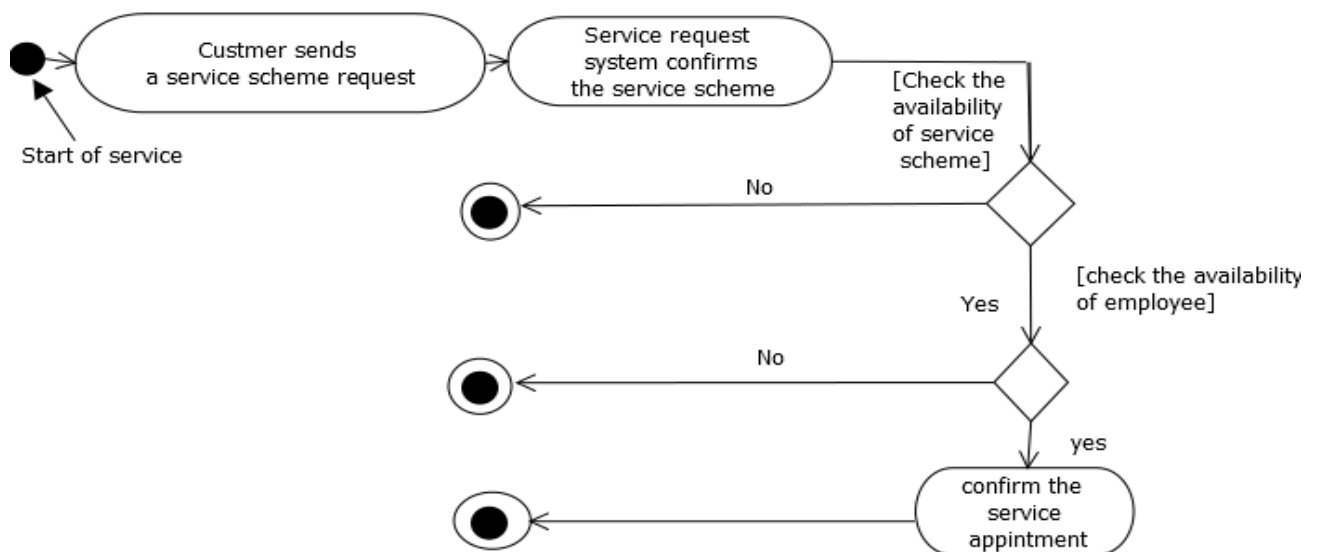 Custmer sends
a service scheme request
Service request
system confirms
the service scheme
[Check the
availability
of service
scheme]
Start of service
No
[check the availability
of employee]
Yes
No
yes
confirm the
service
appintment